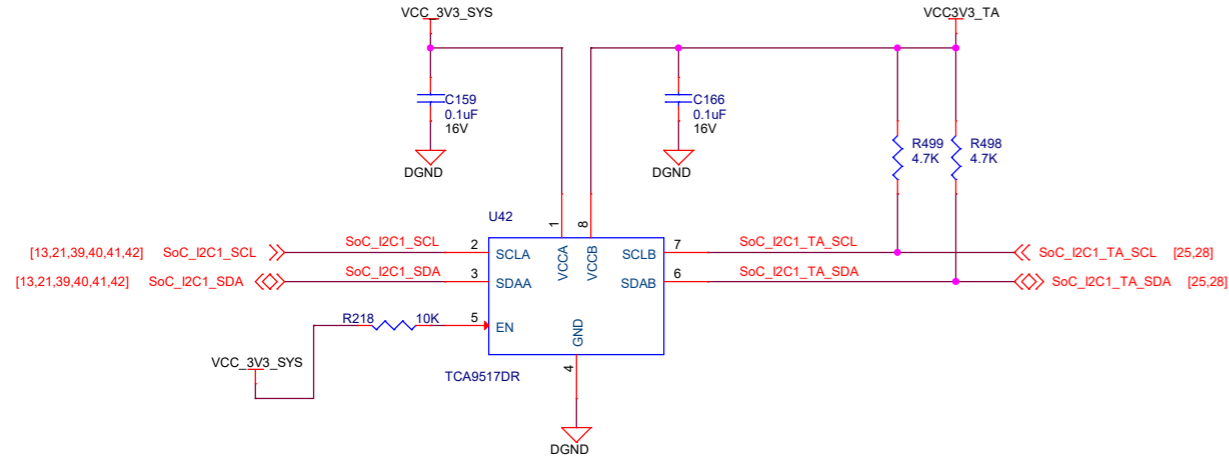 VCC_3V3_SYS
VCC3V3_TA
C159
0.1uF
16V
DGND
C166
0.1uF
16V
DGND
R499
4.7K
R498
4.7K
U42
1
8
VCCA
VCCB
[13,21,39,40,41,42] SoC_I2C1_SCL
SoC_I2C1_SCL
2
SCLA
SCLB
7
SoC_I2C1_TA_SCL
SoC_I2C1_TA_SCL [25,28]
[13,21,39,40,41,42] SoC_I2C1_SDA
SoC_I2C1_SDA
3
SDAA
SDAB
6
SoC_I2C1_TA_SDA
SoC_I2C1_TA_SDA [25,28]
R218
10K
5
EN
GND
4
VCC_3V3_SYS
TCA9517DR
DGND